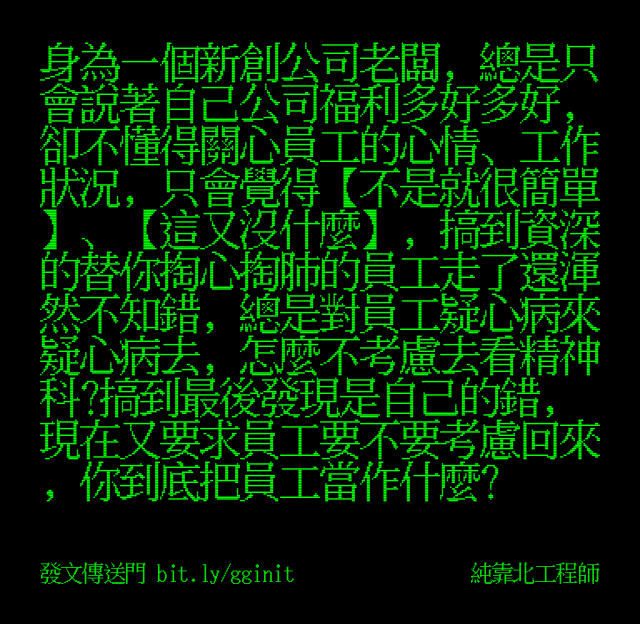 身為一個新創公司老闆, 總是只
會說著自己公司福利多好多好,
卻不懂得關心員工的心情、工作
狀況, 只會覺得【不是就很簡單
】、【這又沒什麼】, 搞到資深
的替你掏心掏肺的員工走了還渾
然不知錯, 總是對員工疑心病來
疑心病去, 怎麼不考慮去看精神
科?搞到最後發現是自己的錯,
現在又要求員工要不要考慮回來
, 你到底把員工當作什麼?
發文傳送門 bit.ly/gginit
純靠北工程師